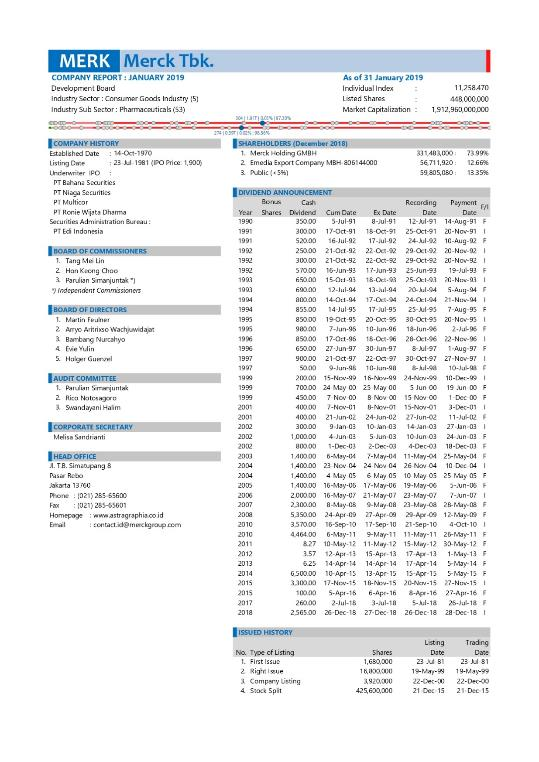 MERK Merck Tbk.
COMPANY REPORT : JANUARY 2019 As of 31 January 2019
Development Board Individual Index : 11,258.470
Industry Sector : Consumer Goods Industry (5) Listed Shares : 448,000,000
Industry Sub Sector : Pharmaceuticals (53) Market Capitalization : 1,912,960,000,000
COMPANY HISTORY
Established Date : 14-Oct-1970
Listing Date : 23-Jul-1981 (IPO Price: 1,900)
Underwriter IPO :
PT Bahana Securities
PT Niaga Securities
PT Multicor
PT Ronie Wijata Dharma
Securities Administration Bureau :
PT Edi Indonesia
BOARD OF COMMISSIONERS
1. Tang Mei Lin
2. Hon Keong Choo
3. Parulian Simanjuntak *)
*) Independent Commissioners
BOARD OF DIRECTORS
1. Martin Feulner
2. Arryo Aritrixso Wachjuwidajat
3. Bambang Nurcahyo
4. Evie Yulin
5. Holger Guenzel
AUDIT COMMITTEE
1. Parulian Simanjuntak
2. Rico Notosagoro
3. Swandayani Halim
CORPORATE SECRETARY
Melisa Sandrianti
HEAD OFFICE
Jl. T.B. Simatupang 8
Pasar Rebo
Jakarta 13760
Phone : (021) 285-65600
Fax : (021) 285-65601
Homepage : www.astragraphia.co.id
Email : contact.id@merckgroup.com
SHAREHOLDERS (December 2018)
1. Merck Holding GMBH 331,483,000 : 73.99%
2. Emedia Export Company MBH-806144000 56,711,920 : 12.66%
3. Public (<5%) 59,805,080 : 13.35%
DIVIDEND ANNOUNCEMENT
Bonus Cash Recording Payment F/I
Year Shares Dividend Cum Date Ex Date Date Date
1990 350.00 5-Jul-91 8-Jul-91 12-Jul-91 14-Aug-91 F
1991 300.00 17-Oct-91 18-Oct-91 25-Oct-91 20-Nov-91 I
1991 520.00 16-Jul-92 17-Jul-92 24-Jul-92 10-Aug-92 F
1992 250.00 21-Oct-92 22-Oct-92 29-Oct-92 20-Nov-92 I
1992 300.00 21-Oct-92 22-Oct-92 29-Oct-92 20-Nov-92 I
1992 570.00 16-Jun-93 17-Jun-93 25-Jun-93 19-Jul-93 F
1993 650.00 15-Oct-93 18-Oct-93 25-Oct-93 20-Nov-93 I
1993 690.00 12-Jul-94 13-Jul-94 20-Jul-94 5-Aug-94 F
1994 800.00 14-Oct-94 17-Oct-94 24-Oct-94 21-Nov-94 I
1994 855.00 14-Jul-95 17-Jul-95 25-Jul-95 7-Aug-95 F
1995 850.00 19-Oct-95 20-Oct-95 30-Oct-95 20-Nov-95 I
1995 980.00 7-Jun-96 10-Jun-96 18-Jun-96 2-Jul-96 F
1996 850.00 17-Oct-96 18-Oct-96 28-Oct-96 22-Nov-96 I
1996 650.00 27-Jun-97 30-Jun-97 8-Jul-97 1-Aug-97 F
1997 900.00 21-Oct-97 22-Oct-97 30-Oct-97 27-Nov-97 I
1997 50.00 9-Jun-98 10-Jun-98 8-Jul-98 10-Jul-98 F
1999 200.00 15-Nov-99 16-Nov-99 24-Nov-99 10-Dec-99 I
1999 700.00 24-May-00 25-May-00 5-Jun-00 19-Jun-00 F
1999 450.00 7-Nov-00 8-Nov-00 15-Nov-00 1-Dec-00 F
2001 400.00 7-Nov-01 8-Nov-01 15-Nov-01 3-Dec-01 I
2001 400.00 21-Jun-02 24-Jun-02 27-Jun-02 11-Jul-02 F
2002 300.00 9-Jan-03 10-Jan-03 14-Jan-03 27-Jan-03 I
2002 1,000.00 4-Jun-03 5-Jun-03 10-Jun-03 24-Jun-03 F
2002 800.00 1-Dec-03 2-Dec-03 4-Dec-03 18-Dec-03 F
2003 1,400.00 6-May-04 7-May-04 11-May-04 25-May-04 F
2004 1,400.00 23-Nov-04 24-Nov-04 26-Nov-04 10-Dec-04 I
2004 1,400.00 4-May-05 6-May-05 10-May-05 25-May-05 F
2005 1,400.00 16-May-06 17-May-06 19-May-06 5-Jun-06 F
2006 2,000.00 16-May-07 21-May-07 23-May-07 7-Jun-07 I
2007 2,300.00 8-May-08 9-May-08 23-May-08 28-May-08 F
2008 5,350.00 24-Apr-09 27-Apr-09 29-Apr-09 12-May-09 F
2010 3,570.00 16-Sep-10 17-Sep-10 21-Sep-10 4-Oct-10 I
2010 4,464.00 6-May-11 9-May-11 11-May-11 26-May-11 F
2011 8.27 10-May-12 11-May-12 15-May-12 30-May-12 F
2012 3.57 12-Apr-13 15-Apr-13 17-Apr-13 1-May-13 F
2013 6.25 14-Apr-14 14-Apr-14 17-Apr-14 5-May-14 F
2014 6,500.00 10-Apr-15 13-Apr-15 15-Apr-15 5-May-15 F
2015 3,300.00 17-Nov-15 18-Nov-15 20-Nov-15 27-Nov-15 I
2015 100.00 5-Apr-16 6-Apr-16 8-Apr-16 27-Apr-16 F
2017 260.00 2-Jul-18 3-Jul-18 5-Jul-18 26-Jul-18 F
2018 2,565.00 26-Dec-18 27-Dec-18 26-Dec-18 28-Dec-18 I
ISSUED HISTORY
Listing Trading
No. Type of Listing Shares Date Date
1. First Issue 1,680,000 23-Jul-81 23-Jul-81
2. Right Issue 16,800,000 19-May-99 19-May-99
3. Company Listing 3,920,000 22-Dec-00 22-Dec-00
4. Stock Split 425,600,000 21-Dec-15 21-Dec-15